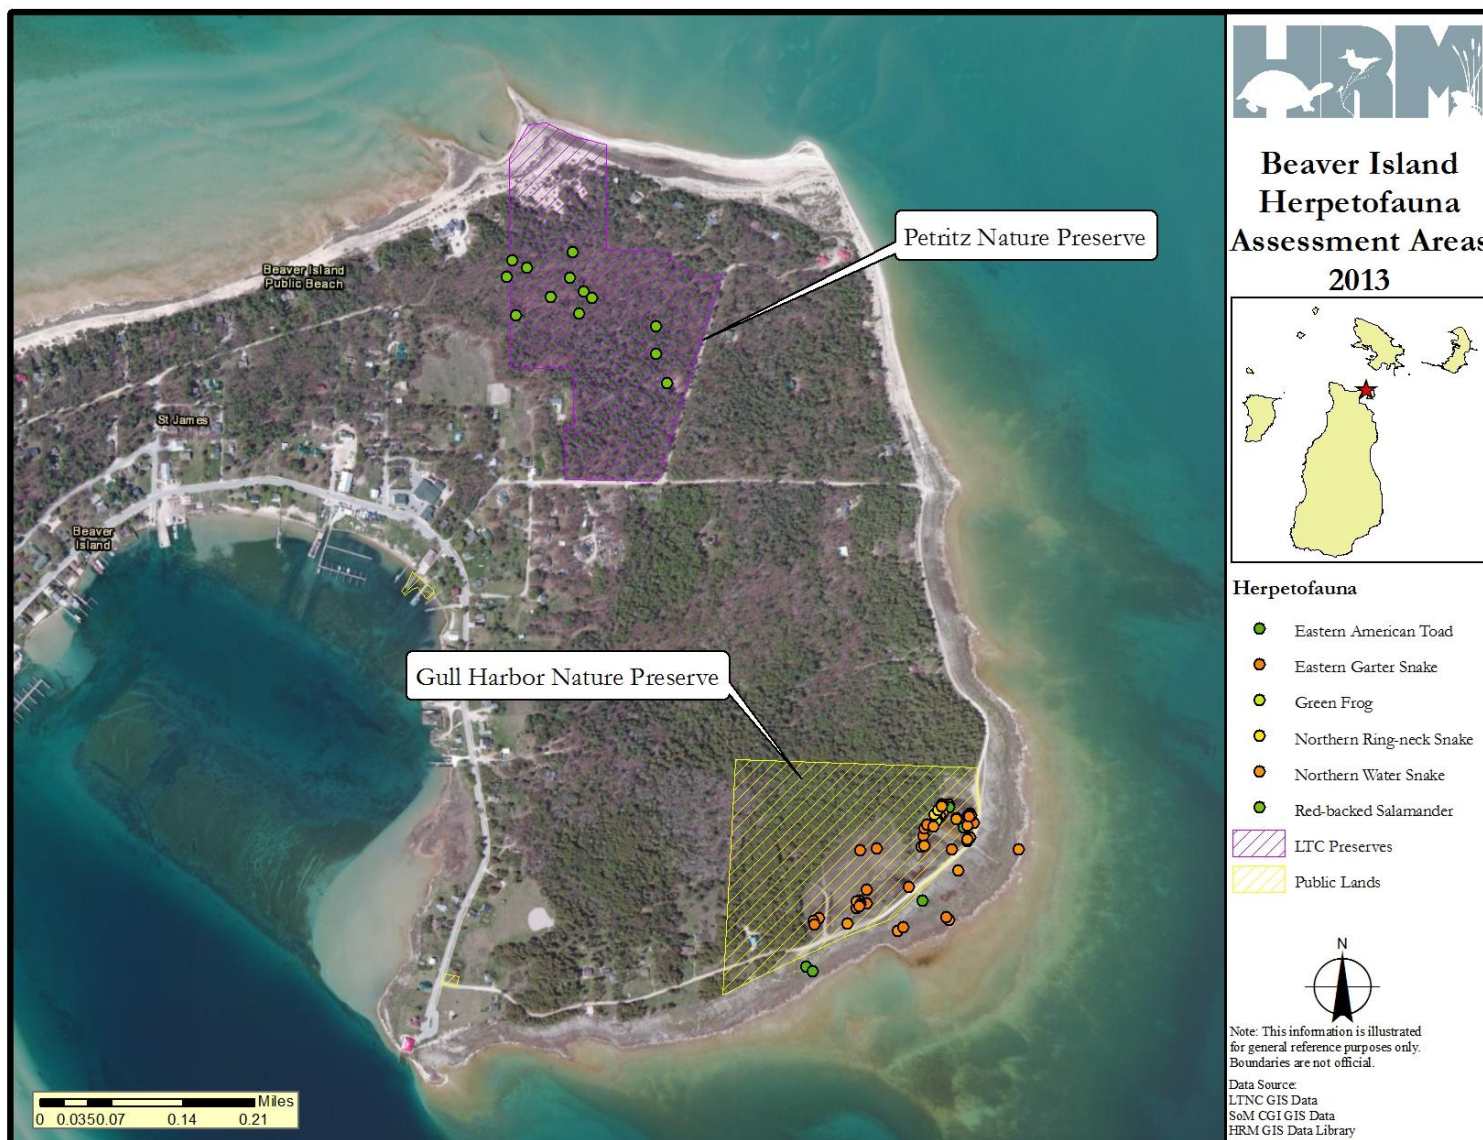 HRM
Beaver Island
Herpetofauna
Assessment Areas
2013
Petritz Nature Preserve
Beaver Island
Public Beach
St James
Beaver
Island
Gull Harbor Nature Preserve
Herpetofauna
Eastern American Toad
Eastern Garter Snake
Green Frog
Northern Ring-neck Snake
Northern Water Snake
Red-backed Salamander
LTC Preserves
Public Lands
N
Note: This information is illustrated
for general reference purposes only.
Boundaries are not official.
Data Source:
LTNC GIS Data
SoM CGI GIS Data
HRM GIS Data Library
Miles
0 0.035 0.07 0.14 0.21